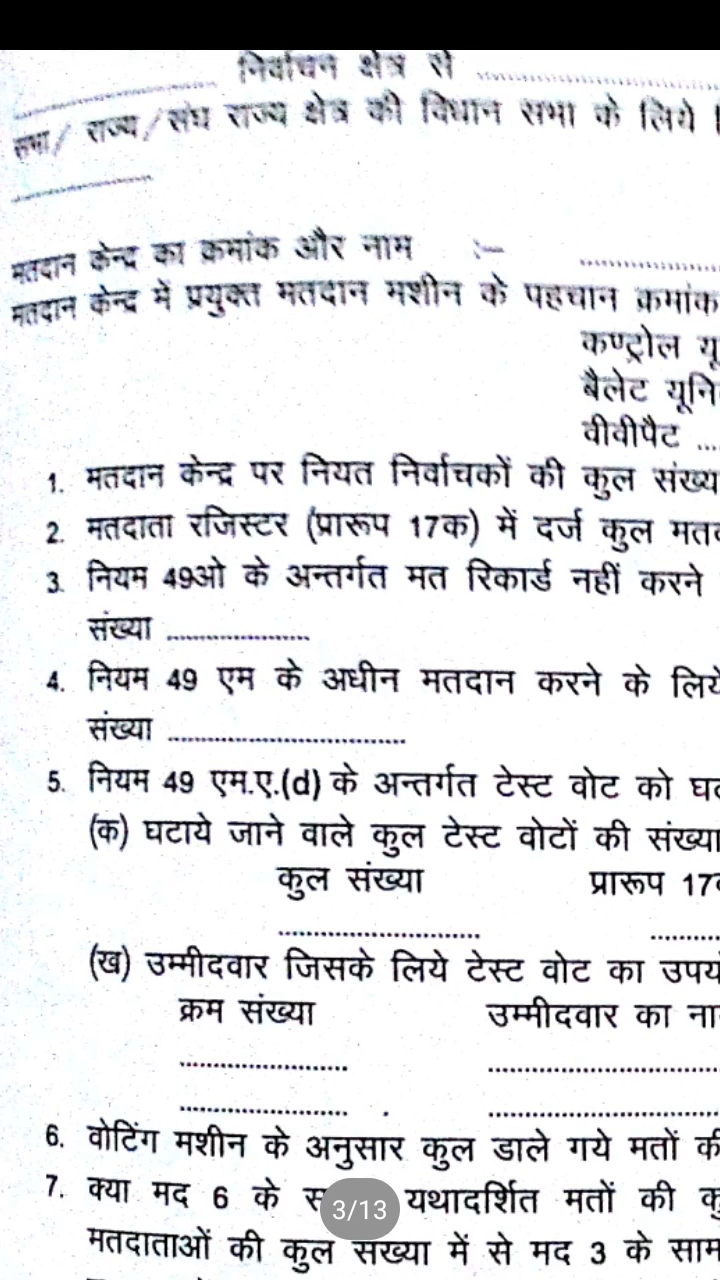 निर्वाचन क्षेत्र से ....................
सभा/ राज्य/संघ राज्य क्षेत्र की विधान सभा के लिये
....................
मतदान केन्द्र का क्रमांक और नाम :- ....................
मतदान केन्द्र में प्रयुक्त मतदान मशीन के पहचान क्रमांक
कण्ट्रोल यू
बैलेट यूनि
वीवीपैट ...
1. मतदान केन्द्र पर नियत निर्वाचकों की कुल संख्य
2. मतदाता रजिस्टर (प्रारूप 17क) में दर्ज कुल मत
3. नियम 49ओ के अन्तर्गत मत रिकार्ड नहीं करने
संख्या ....................
4. नियम 49 एम के अधीन मतदान करने के लिये
संख्या ....................
5. नियम 49 एम.ए.(d) के अन्तर्गत टेस्ट वोट को घट
(क) घटाये जाने वाले कुल टेस्ट वोटों की संख्या
कुल संख्या प्रारूप 17
.................... ..........
(ख) उम्मीदवार जिसके लिये टेस्ट वोट का उपय
क्रम संख्या उम्मीदवार का ना
.................... ....................
.................... ....................
6. वोटिंग मशीन के अनुसार कुल डाले गये मतों की
7. क्या मद 6 के स यथादर्शित मतों की कु
3/13
मतदाताओं की कुल संख्या में से मद 3 के साम